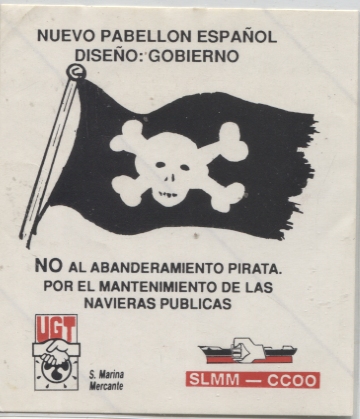 NUEVO PABELLON ESPAÑOL
DISEÑO: GOBIERNO
NO AL ABANDERAMIENTO PIRATA.
POR EL MANTENIMIENTO DE LAS
NAVIERAS PUBLICAS
UGT
S. Marina
Mercante
SLMM — CCOO